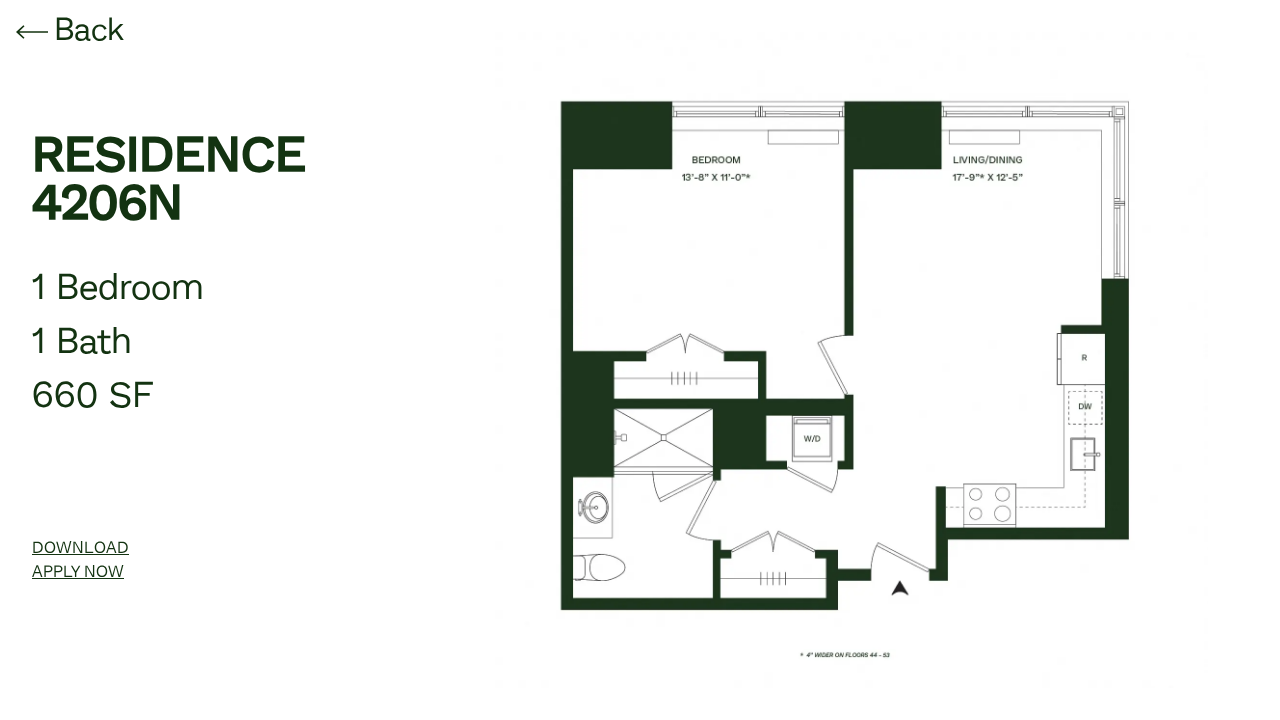 Back
RESIDENCE
4206N
1 Bedroom
1 Bath
660 SF
DOWNLOAD
APPLY NOW
BEDROOM
13'-8" X 11'-0"*
LIVING/DINING
17'-9"* X 12'-5"
R
DW
W/D
* 4" WIDER ON FLOORS 44 - 53